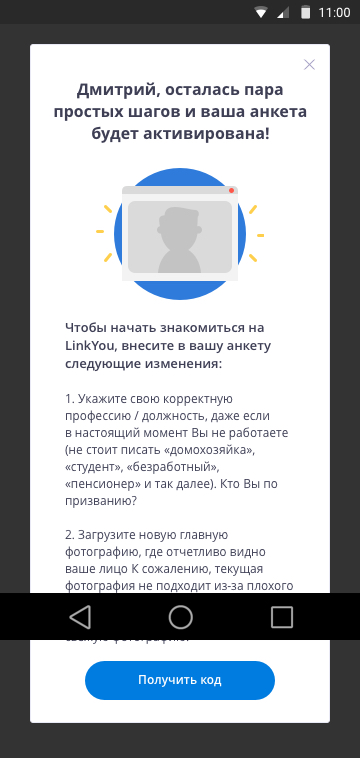 11:00
Дмитрий, осталась пара
простых шагов и ваша анкета
будет активирована!
Чтобы начать знакомиться на
LinkYou, внесите в вашу анкету
следующие изменения:
1. Укажите свою корректную
профессию / должность, даже если
в настоящий момент Вы не работаете
(не стоит писать «домохозяйка»,
«студент», «безработный»,
«пенсионер» и так далее). Кто Вы по
призванию?
2. Загрузите новую главную
фотографию, где отчетливо видно
ваше лицо К сожалению, текущая
фотография не подходит из-за плохого
Получить код